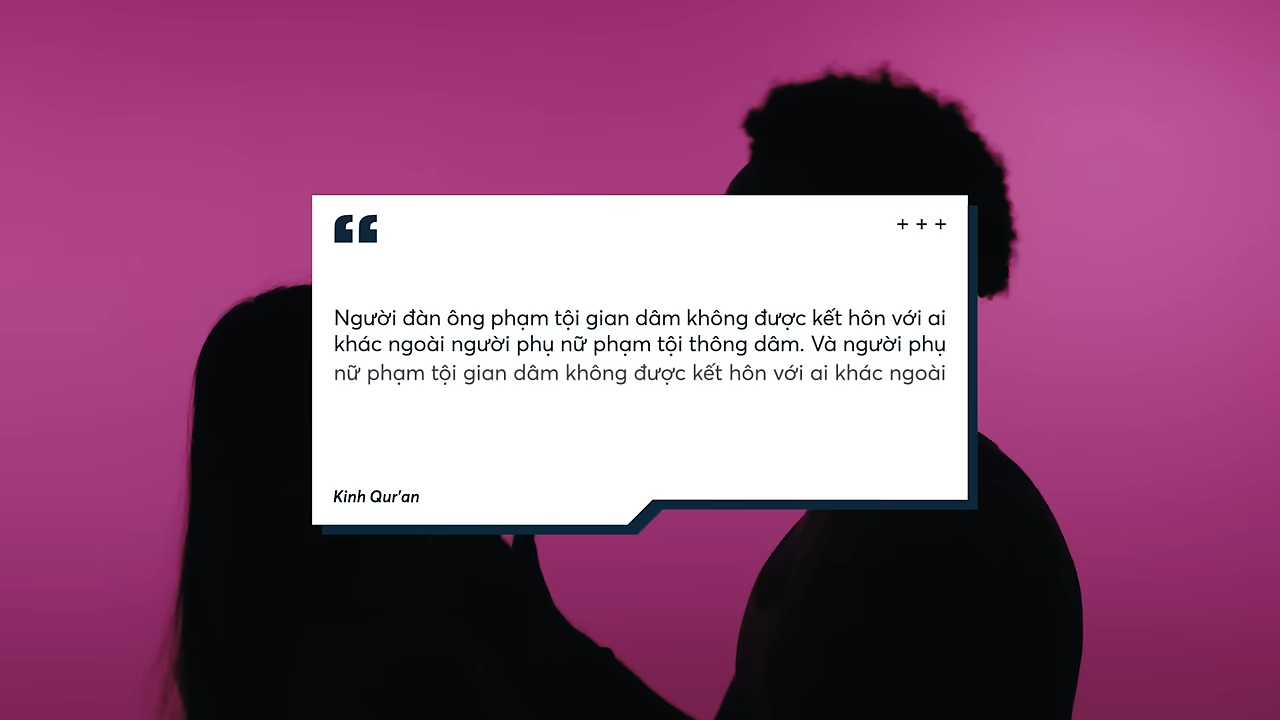 “
+ + +
Người đàn ông phạm tội gian dâm không được kết hôn với ai
khác ngoài người phụ nữ phạm tội thông dâm. Và người phụ
nữ phạm tội gian dâm không được kết hôn với ai khác ngoài
Kinh Qur'an